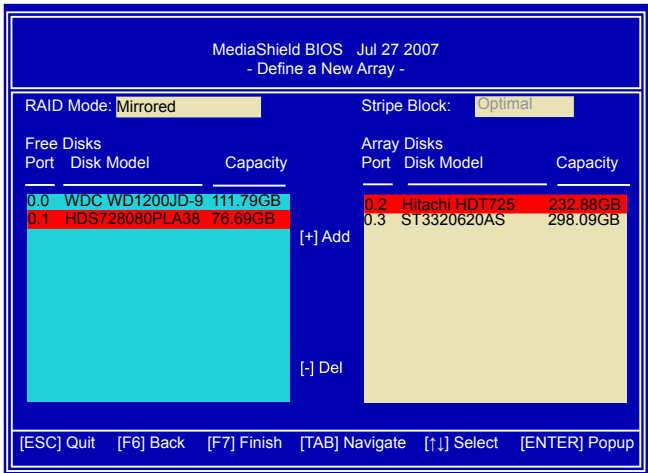 MediaShield BIOS Jul 27 2007
- Define a New Array -
RAID Mode: Mirrored Stripe Block: Optimal
Free Disks Array Disks
Port Disk Model Capacity Port Disk Model Capacity
0.0 WDC WD1200JD-9 111.79GB 0.2 Hitachi HDT725 232.88GB
0.1 HDS728080PLA38 76.69GB 0.3 ST3320620AS 298.09GB
[+] Add
[-] Del
[ESC] Quit [F6] Back [F7] Finish [TAB] Navigate [↑↓] Select [ENTER] Popup